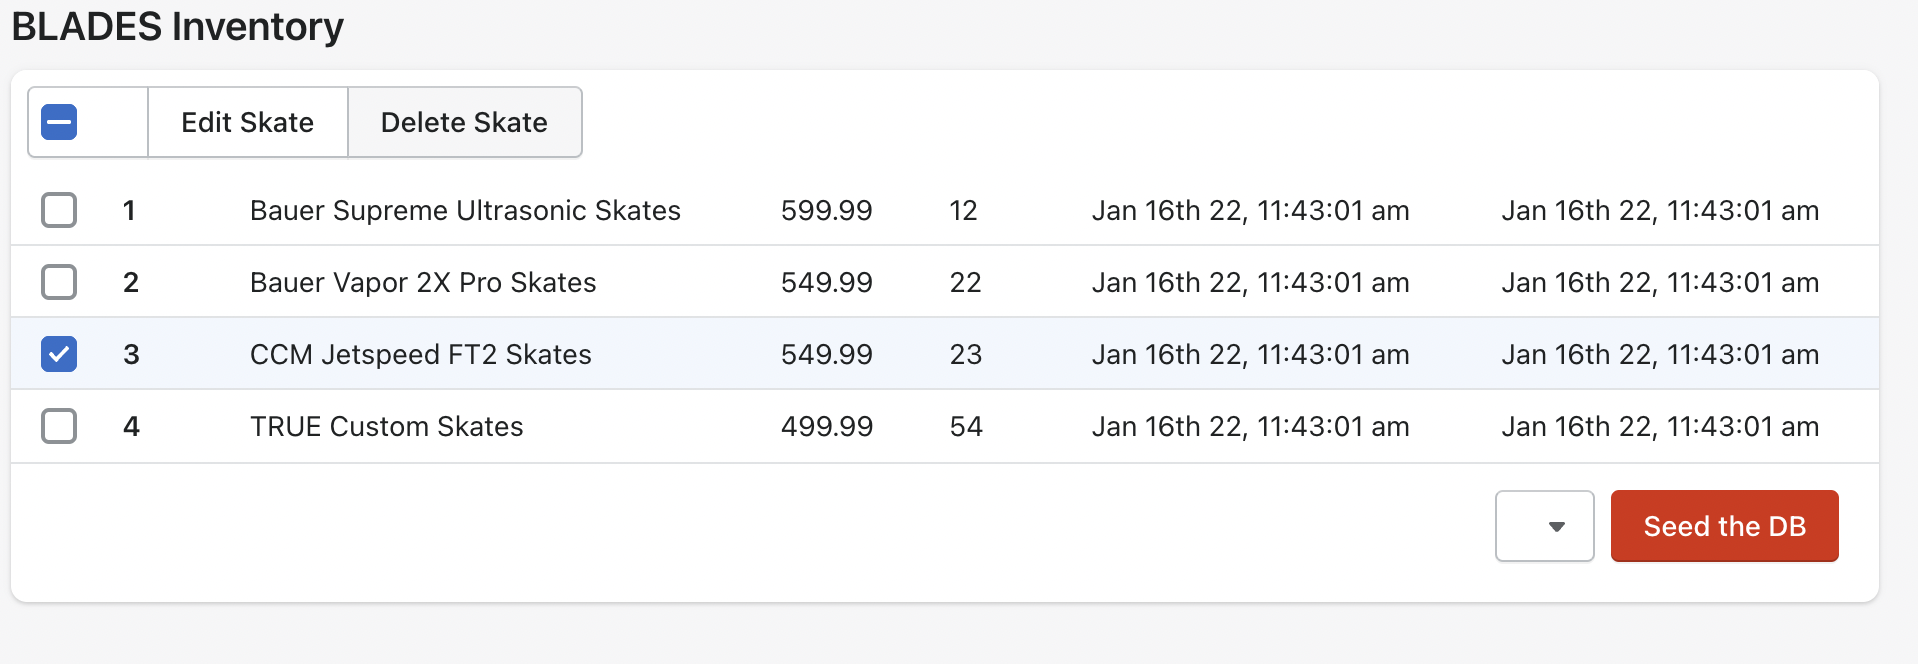 BLADES Inventory
Edit Skate Delete Skate
1 Bauer Supreme Ultrasonic Skates 599.99 12 Jan 16th 22, 11:43:01 am Jan 16th 22, 11:43:01 am
2 Bauer Vapor 2X Pro Skates 549.99 22 Jan 16th 22, 11:43:01 am Jan 16th 22, 11:43:01 am
3 CCM Jetspeed FT2 Skates 549.99 23 Jan 16th 22, 11:43:01 am Jan 16th 22, 11:43:01 am
4 TRUE Custom Skates 499.99 54 Jan 16th 22, 11:43:01 am Jan 16th 22, 11:43:01 am
Seed the DB